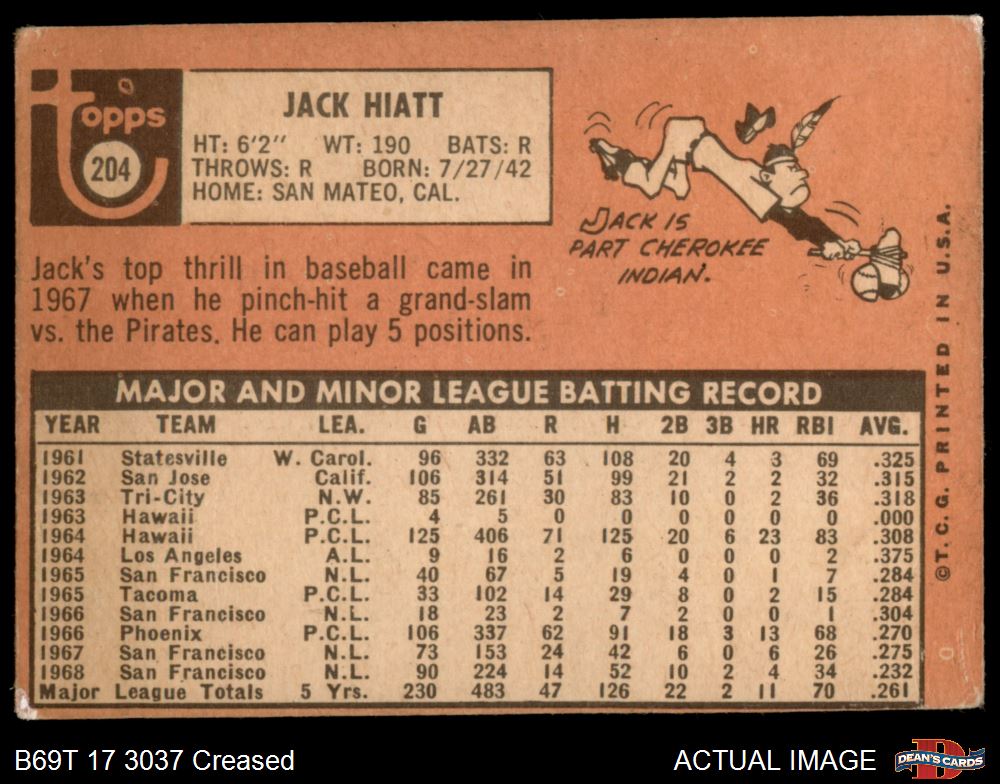 Topps
204
JACK HIATT
HT: 6'2" WT: 190 BATS: R
THROWS: R BORN: 7/27/42
HOME: SAN MATEO, CAL.
JACK IS
PART CHEROKEE
INDIAN.
Jack's top thrill in baseball came in
1967 when he pinch-hit a grand-slam
vs. the Pirates. He can play 5 positions.
MAJOR AND MINOR LEAGUE BATTING RECORD
YEAR TEAM LEA. G AB R H 2B 3B HR RBI AVG.
1961 Statesville W. Carol. 96 332 63 108 20 4 3 69 .325
1962 San Jose Calif. 106 314 51 99 21 2 2 32 .315
1963 Tri-City N.W. 85 261 30 83 10 0 2 36 .318
1963 Hawaii P.C.L. 4 5 0 0 0 0 0 0 .000
1964 Hawaii P.C.L. 125 406 71 125 20 6 23 83 .308
1964 Los Angeles A.L. 9 16 2 6 0 0 0 2 .375
1965 San Francisco N.L. 40 67 5 19 4 0 1 7 .284
1965 Tacoma P.C.L. 33 102 14 29 8 0 2 15 .284
1966 San Francisco N.L. 18 23 2 7 2 0 0 1 .304
1966 Phoenix P.C.L. 106 337 62 91 18 3 13 68 .270
1967 San Francisco N.L. 73 153 24 42 6 0 6 26 .275
1968 San Francisco N.L. 90 224 14 52 10 2 4 34 .232
Major League Totals 5 Yrs. 230 483 47 126 22 2 11 70 .261
©T.C.G. PRINTED IN U.S.A.
B69T 17 3037 Creased
ACTUAL IMAGE
DEAN'S CARDS